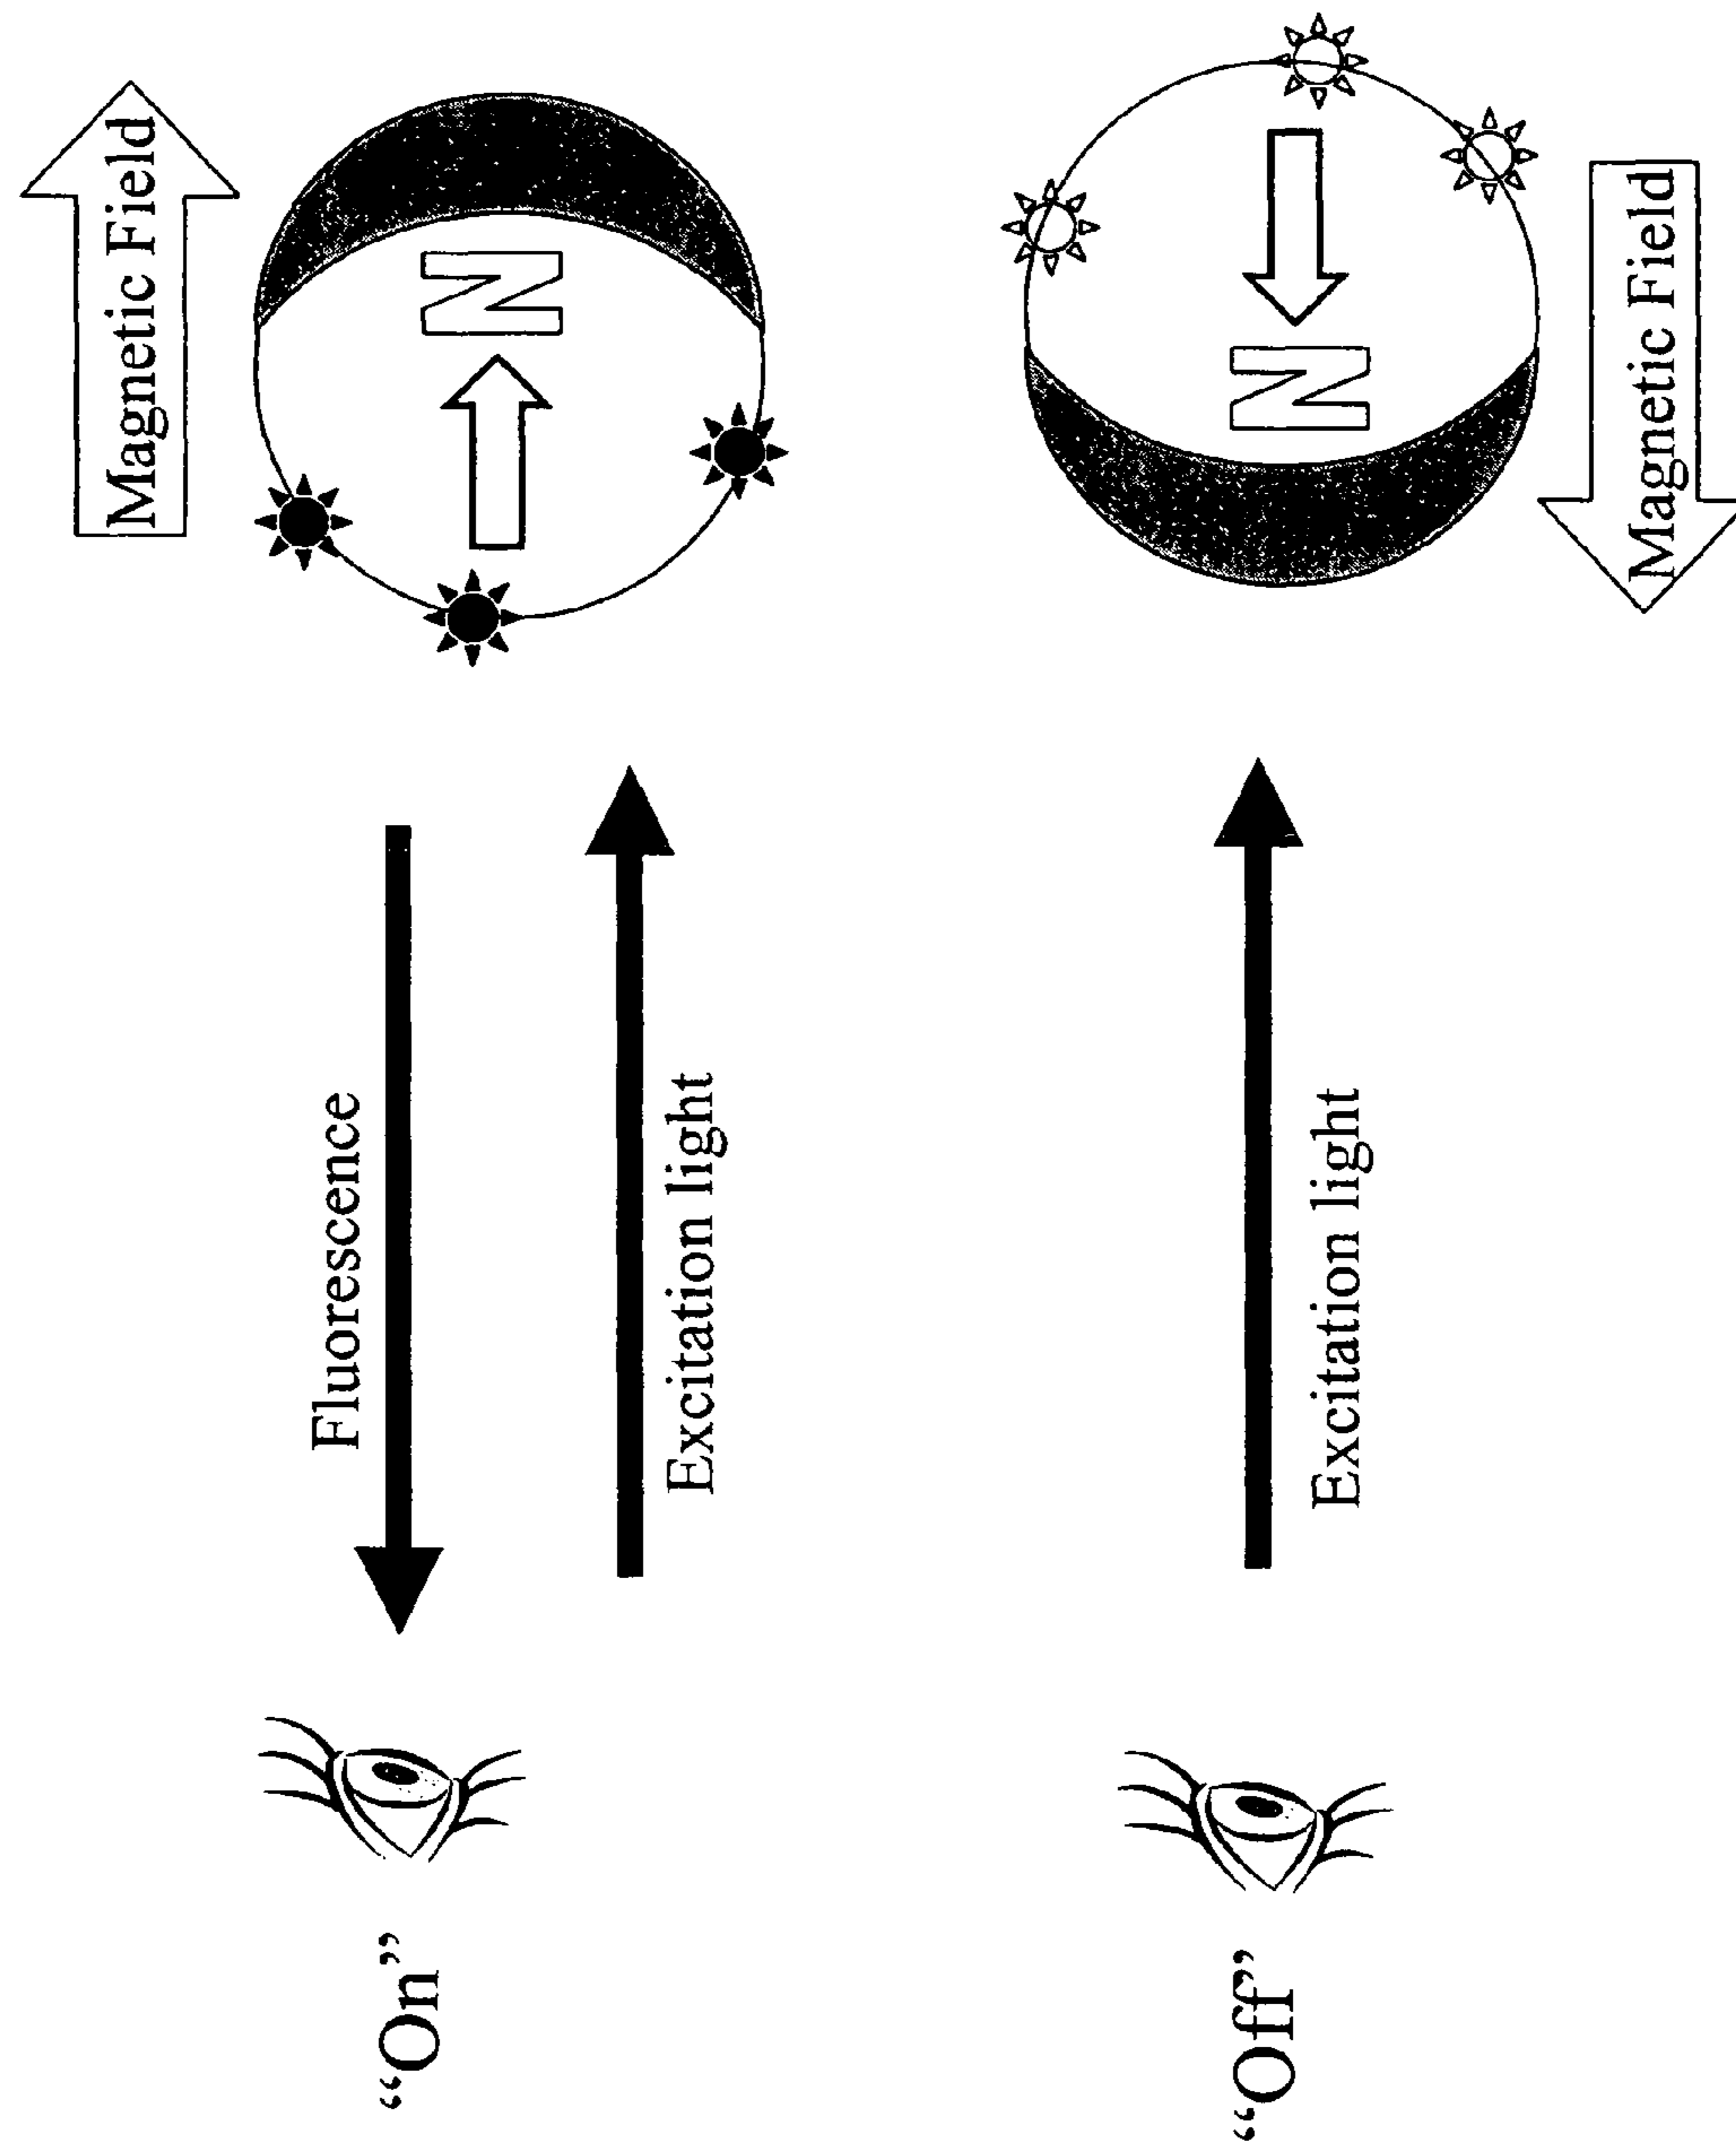 Magnetic Field
Fluorescence
“On”
N
Excitation light
“Off”
N
Excitation light
Magnetic Field